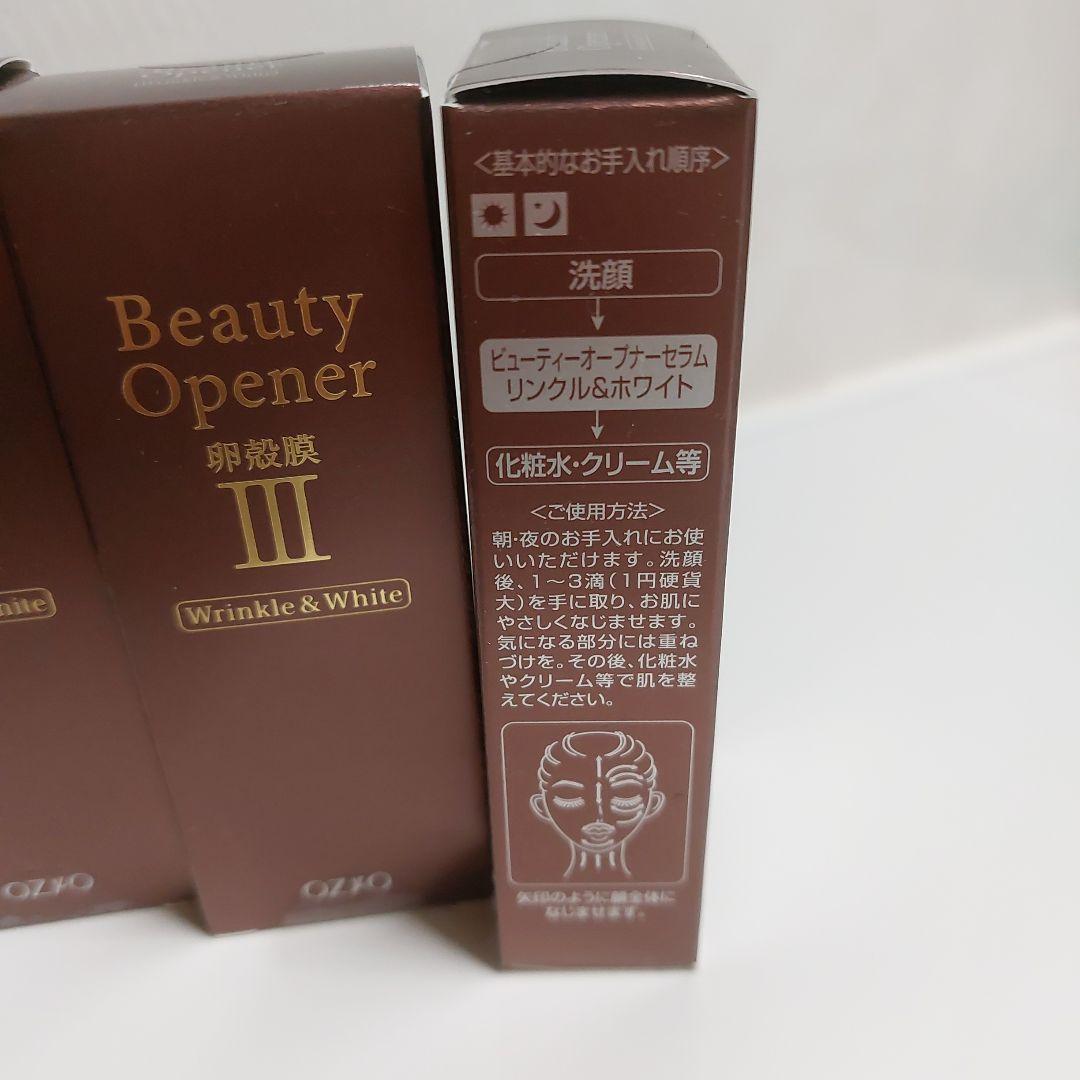 Beauty
Opener
卵殻膜
III
Wrinkle & White
OZIO
OZIO
<基本的なお手入れ順序>
洗顔
ビューティーオープナーセラム
リンクル&ホワイト
化粧水・クリーム等
<ご使用方法>
朝・夜のお手入れにお使
いいただけます。洗顔
後、1〜3滴(1円硬貨
大)を手に取り、お肌に
やさしくなじませます。
気になる部分には重ね
づけを。その後、化粧水
やクリーム等で肌を整
えてください。
矢印のように顔全体に
なじませます。